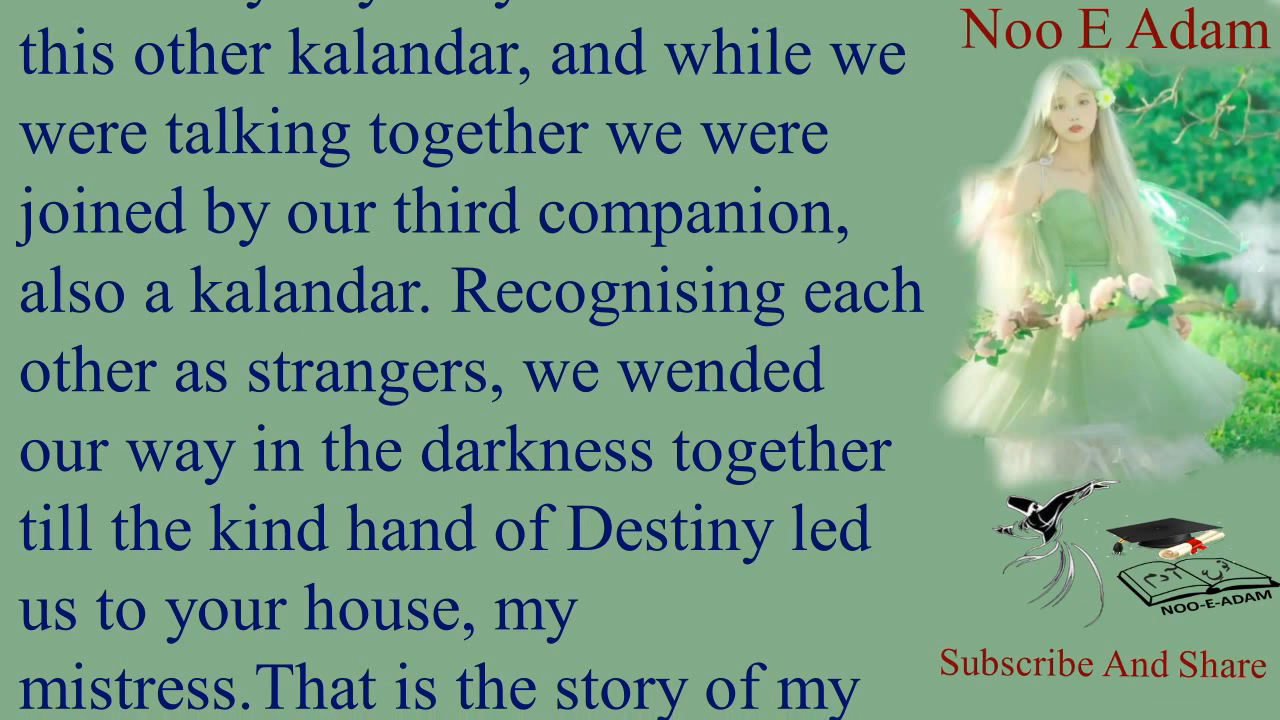 this other kalandar, and while we
were talking together we were
joined by our third companion,
also a kalandar. Recognising each
other as strangers, we wended
our way in the darkness together
till the kind hand of Destiny led
us to your house, my
mistress.That is the story of my
Noo E Adam
نوع آدم
NOO-E-ADAM
Subscribe And Share